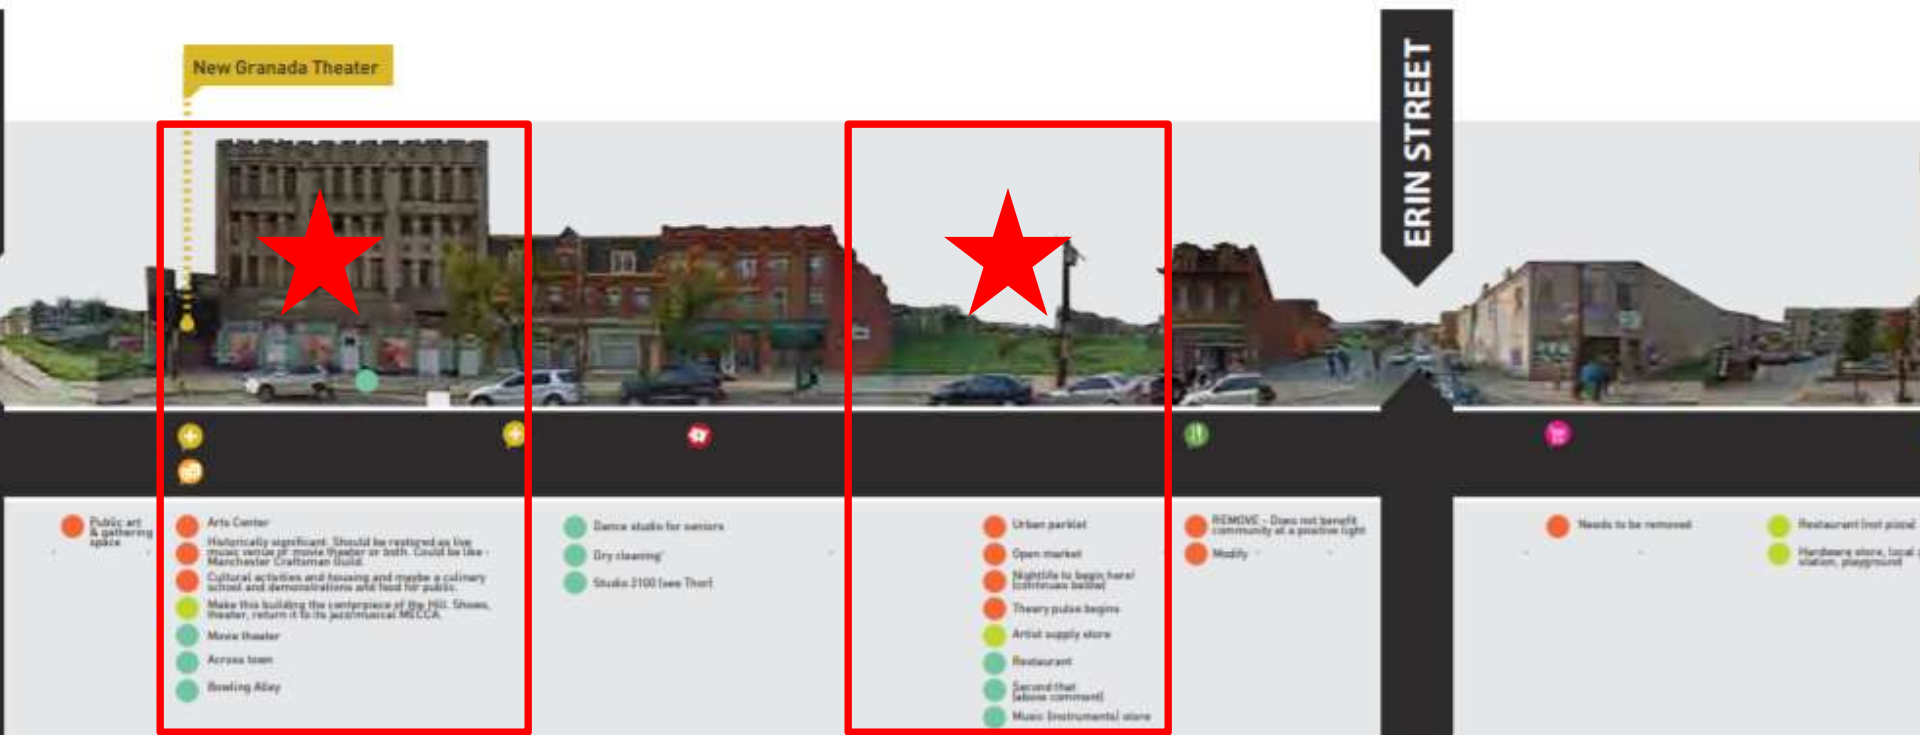 New Granada Theater
ERIN STREET
Public art
& gathering
space
Arts Center
Historically significant. Should be restored as live
music venue or movie theater or both. Could be like -
Manchester Craftsman Guild.
Cultural activities and housing and maybe a culinary
school and demonstrations and food for public.
Make this building the centerpiece of the Hill. Shows,
theater, return it to its jazz/musical MECCA.
Movie theater
Across town
Bowling Alley
Dance studio for seniors
Dry cleaning
Studio 2100 (see Thor)
Urban parklet
Open market
Nightlife to begin here!
(continues below)
Theary pulse begins
Artist supply store
Restaurant
Second that
(above comment)
Music (instruments) store
REMOVE - Does not benefit
community at a positive light
Modify
Needs to be removed
Restaurant (not pizza)
Hardware store, local
station, playground